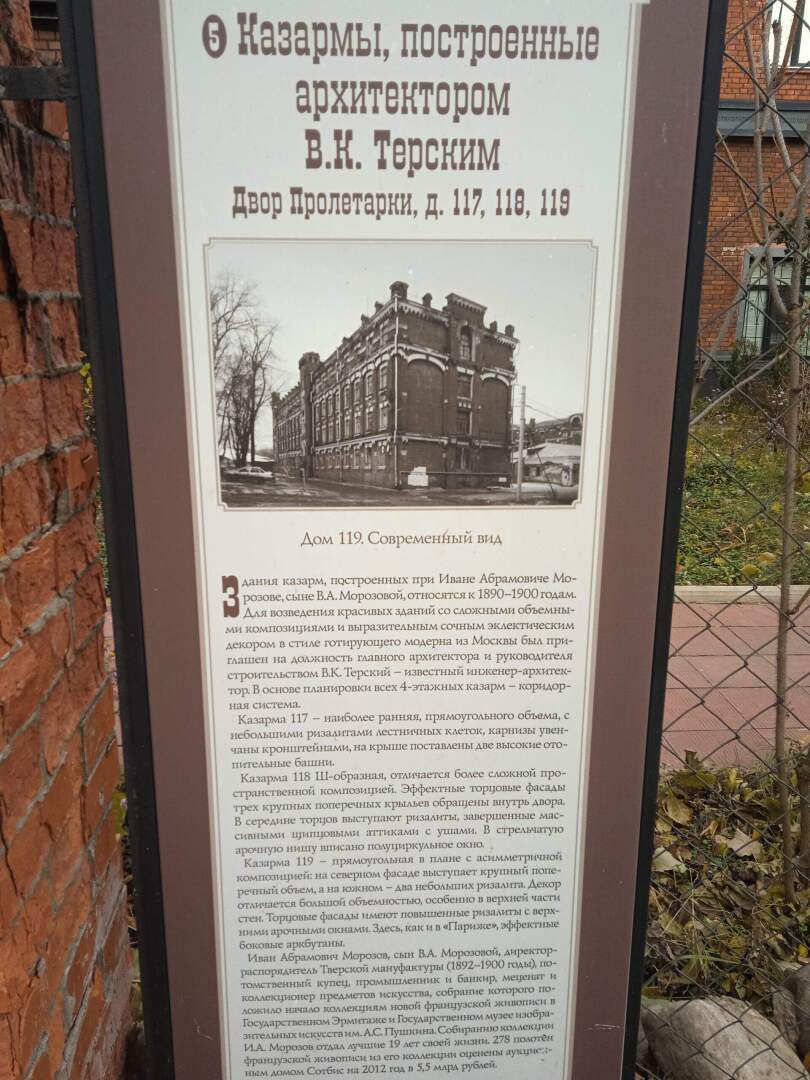 5 Казармы, построенные
архитектором
В.К. Терским
Двор Пролетарки, д. 117, 118, 119
Дом 119. Современный вид
Здания казарм, построенных при Иване Абрамовиче Мо-
розове, сыне В.А. Морозовой, относятся к 1890–1900 годам.
Для возведения красивых зданий со сложными объемны-
ми композициями и выразительным сочным эклектическим
декором в стиле готирующего модерна из Москвы был при-
глашен на должность главного архитектора и руководителя
строительством В.К. Терский – известный инженер-архитек-
тор. В основе планировки всех 4-этажных казарм – коридор-
ная система.
Казарма 117 – наиболее ранняя, прямоугольного объема, с
небольшими ризалитами лестничных клеток, карнизы увен-
чаны кронштейнами, на крыше поставлены две высокие ото-
пительные башни.
Казарма 118 Ш-образная, отличается более сложной про-
странственной композицией. Эффектные торцовые фасады
трех крупных поперечных крыльев обращены внутрь двора.
В середине торцов выступают ризалиты, завершенные мас-
сивными щипцовыми аттиками с ушами. В стрельчатую
арочную нишу вписано полуциркульное окно.
Казарма 119 – прямоугольная в плане с асимметричной
композицией: на северном фасаде выступает крупный попе-
речный объем, а на южном – два небольших ризалита. Декор
отличается большой объемностью, особенно в верхней части
стен. Торцовые фасады имеют повышенные ризалиты с верх-
ними арочными окнами. Здесь, как и в «Париже», эффектные
боковые аркбутаны.
Иван Абрамович Морозов, сын В.А. Морозовой, директор-
распорядитель Тверской мануфактуры (1892–1900 годы), по-
томственный купец, промышленник и банкир, меценат и
коллекционер предметов искусства, собрание которого по-
ложило начало коллекциям новой французской живописи в
Государственном Эрмитаже и Государственном музее изобра-
зительных искусств им. А.С. Пушкина. Собиранию коллекции
И.А. Морозов отдал лучшие 19 лет своей жизни. 278 полотен
французской живописи из его коллекции оценены аукцион-
ным домом Сотбис на 2012 год в 5,5 млрд рублей.